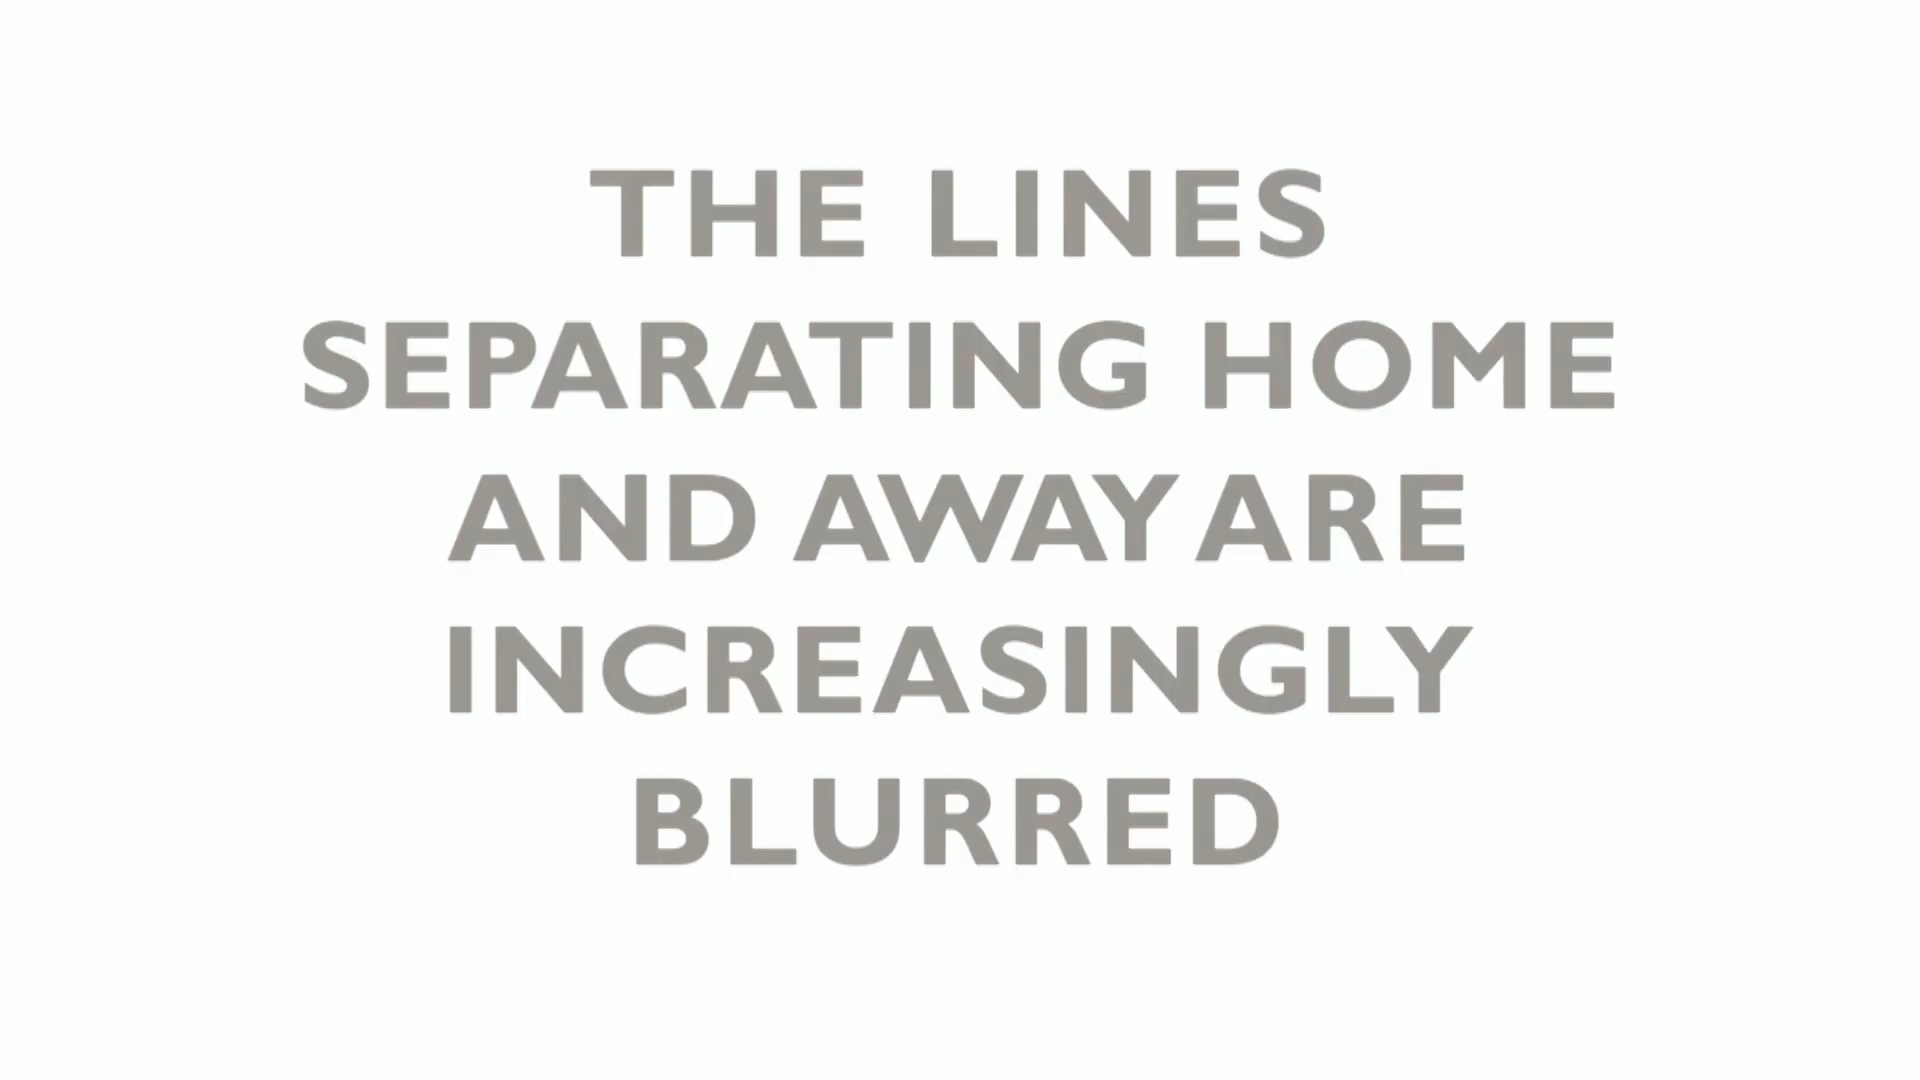 THE LINES
SEPARATING HOME
AND AWAY ARE
INCREASINGLY
BLURRED